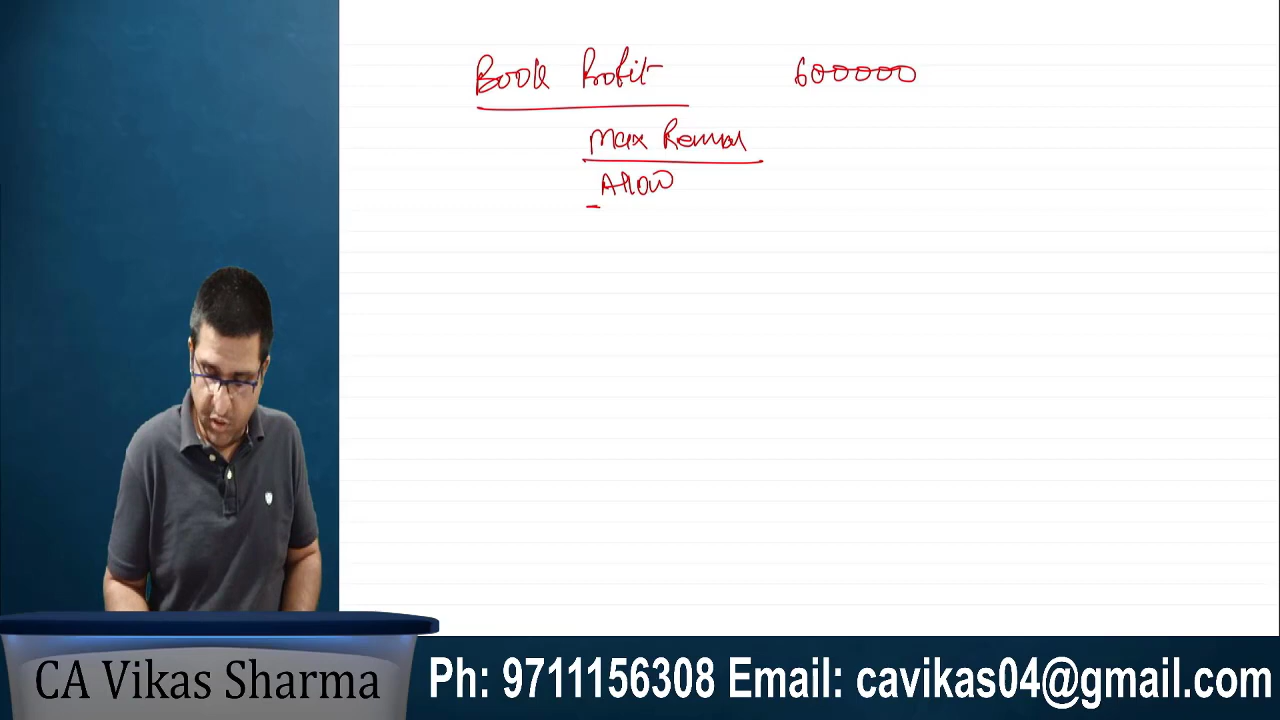 Book Profit 600000
Max Remun
Allow
CA Vikas Sharma
Ph: 9711156308 Email: cavikas04@gmail.com